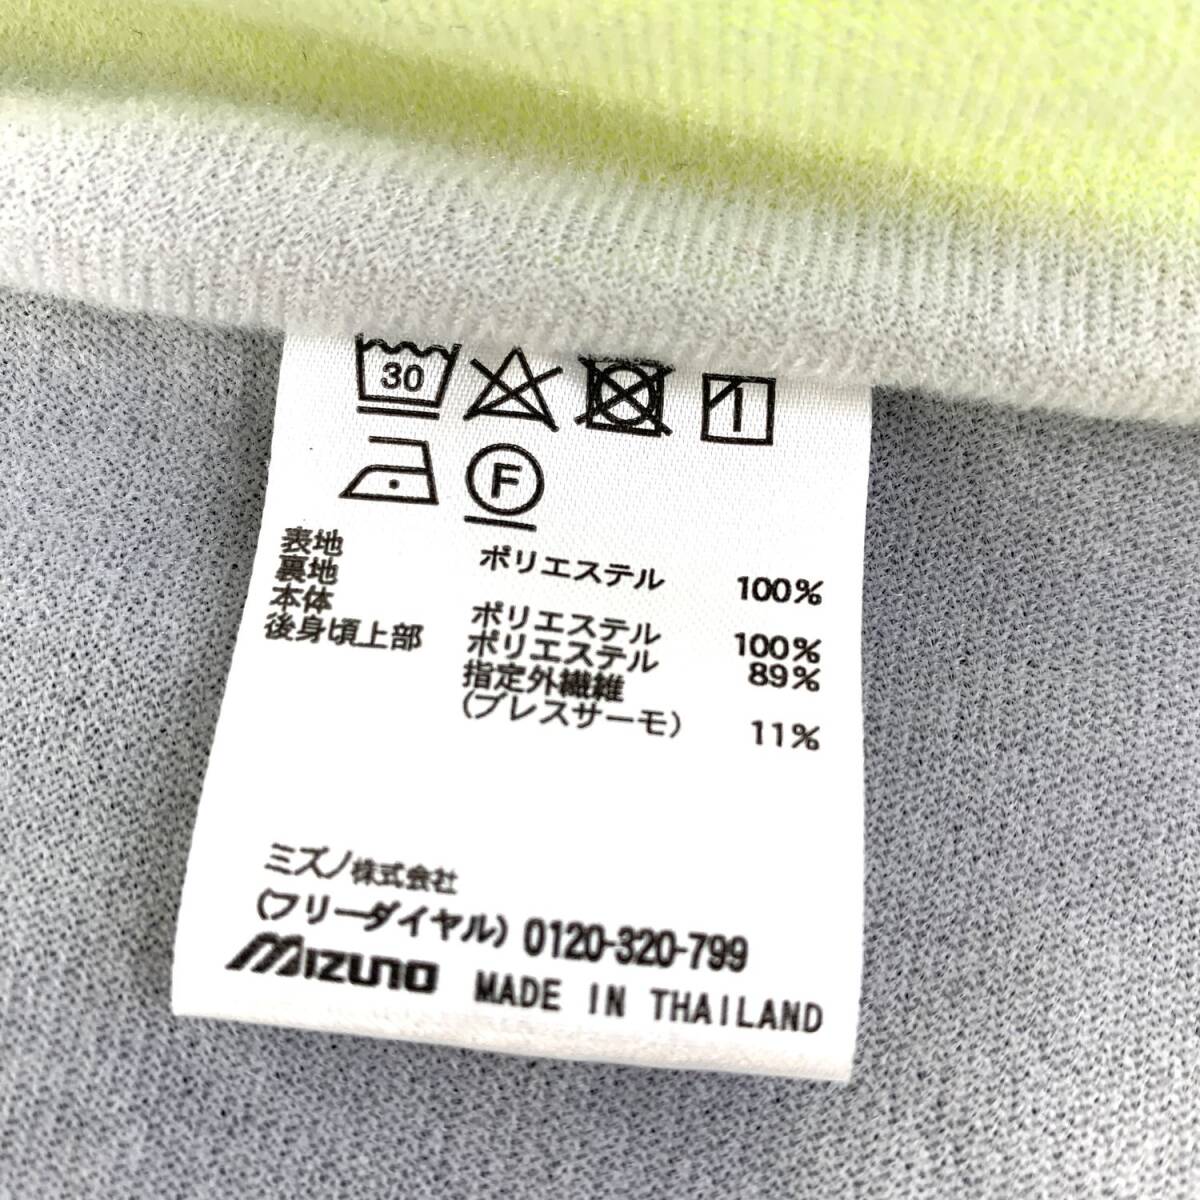 30
F
表地 ポリエステル 100%
裏地
本体 ポリエステル 100%
後身頃上部 ポリエステル 89%
指定外繊維
(ブレスサーモ) 11%
ミズノ株式会社
(フリーダイヤル) 0120-320-799
MIZUNO MADE IN THAILAND